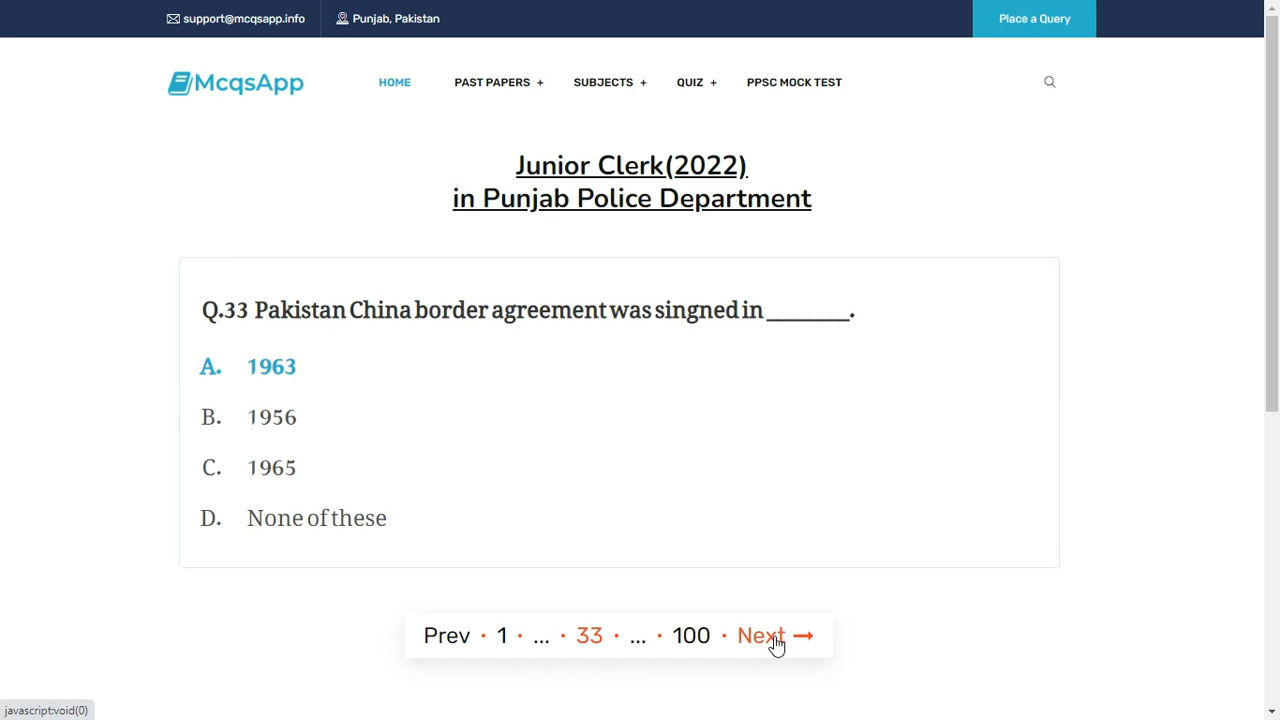 support@mcqsapp.info Punjab, Pakistan Place a Query
McqsApp HOME PAST PAPERS + SUBJECTS + QUIZ + PPSC MOCK TEST
Junior Clerk(2022)
in Punjab Police Department
Q.33 Pakistan China border agreement was singned in ________.
A. 1963
B. 1956
C. 1965
D. None of these
Prev · 1 · ... · 33 · ... · 100 · Next →
javascript:void(0)